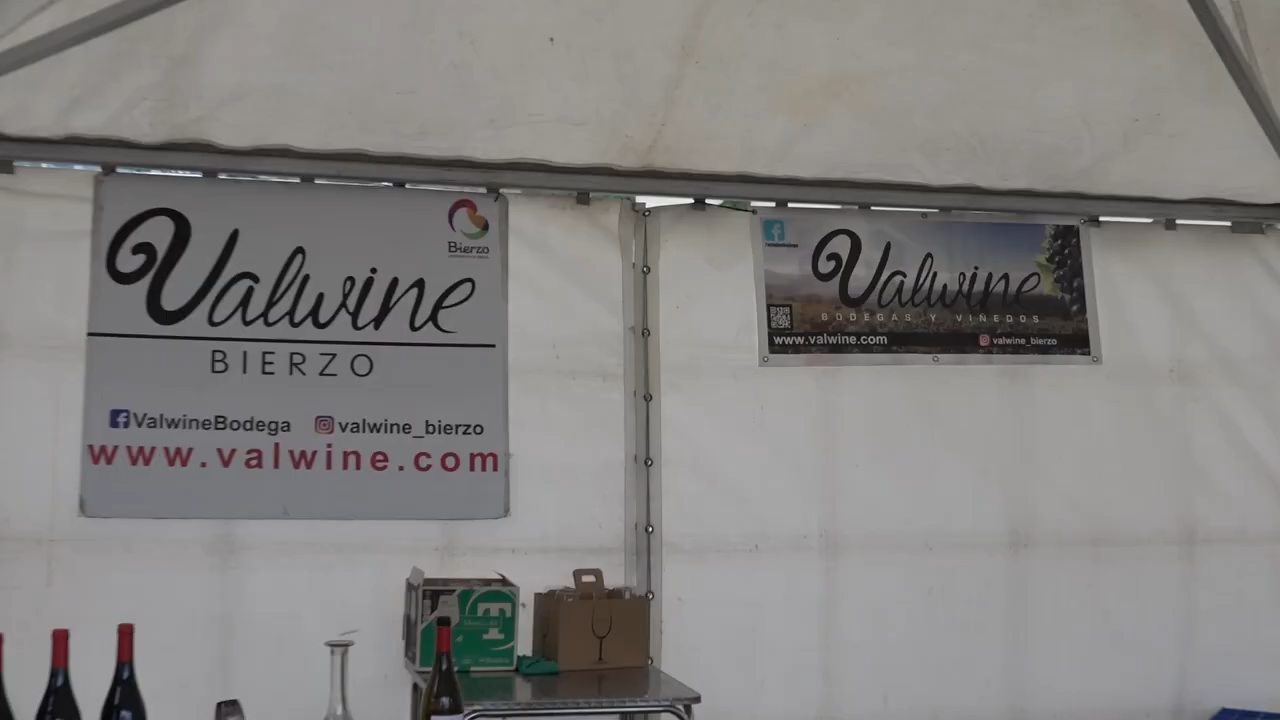 Valwine
Bierzo
BIERZO
ValwineBodega valwine_bierzo
www.valwine.com
Valwine
BODEGAS Y VIÑEDOS
www.valwine.com valwine_bierzo
T